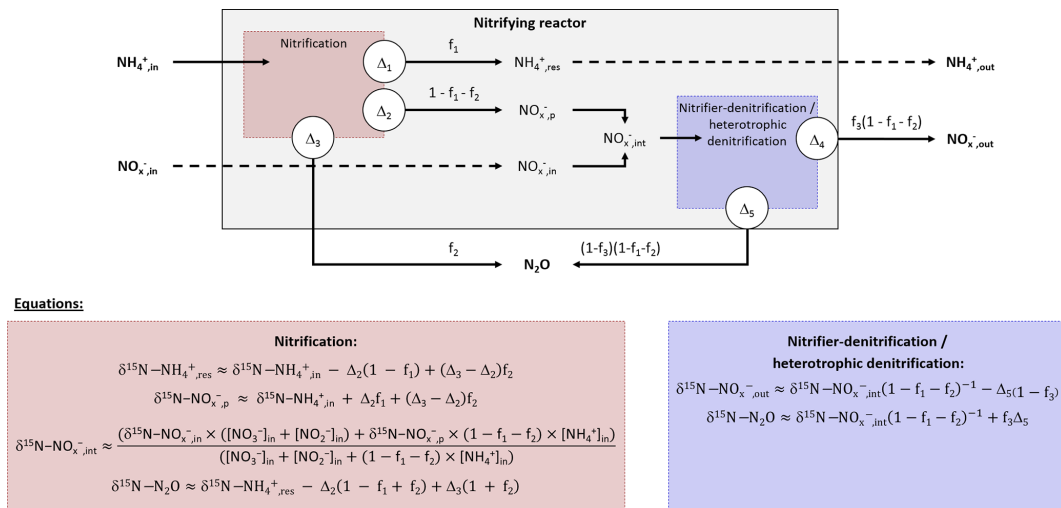 Nitrifying reactor
Nitrification
NH₄⁺,in
Δ₁
f₁
NH₄⁺,res
NH₄⁺,out
Δ₂
1 - f₁ - f₂
NOₓ⁻,p
Δ₃
NOₓ⁻,int
Nitrifier-denitrification /
heterotrophic
denitrification
Δ₄
f₃(1 - f₁ - f₂)
NOₓ⁻,out
NOₓ⁻,in
NOₓ⁻,in
Δ₅
f₂
N₂O
(1-f₃)(1-f₁-f₂)
Equations:
Nitrification:
δ¹⁵N−NH₄⁺,res ≈ δ¹⁵N−NH₄⁺,in − Δ₂(1 − f₁) + (Δ₃ − Δ₂)f₂
δ¹⁵N−NOₓ⁻,p ≈ δ¹⁵N−NH₄⁺,in + Δ₂f₁ + (Δ₃ − Δ₂)f₂
δ¹⁵N−NOₓ⁻,int ≈ (δ¹⁵N−NOₓ⁻,in × ([NO₃⁻]in + [NO₂⁻]in) + δ¹⁵N−NOₓ⁻,p × (1 − f₁ − f₂) × [NH₄⁺]in)
([NO₃⁻]in + [NO₂⁻]in + (1 − f₁ − f₂) × [NH₄⁺]in)
δ¹⁵N−N₂O ≈ δ¹⁵N−NH₄⁺,res − Δ₂(1 − f₁ + f₂) + Δ₃(1 + f₂)
Nitrifier-denitrification /
heterotrophic denitrification:
δ¹⁵N−NOₓ⁻,out ≈ δ¹⁵N−NOₓ⁻,int(1 − f₁ − f₂)⁻¹ − Δ₅(1 − f₃)
δ¹⁵N−N₂O ≈ δ¹⁵N−NOₓ⁻,int(1 − f₁ − f₂)⁻¹ + f₃Δ₅